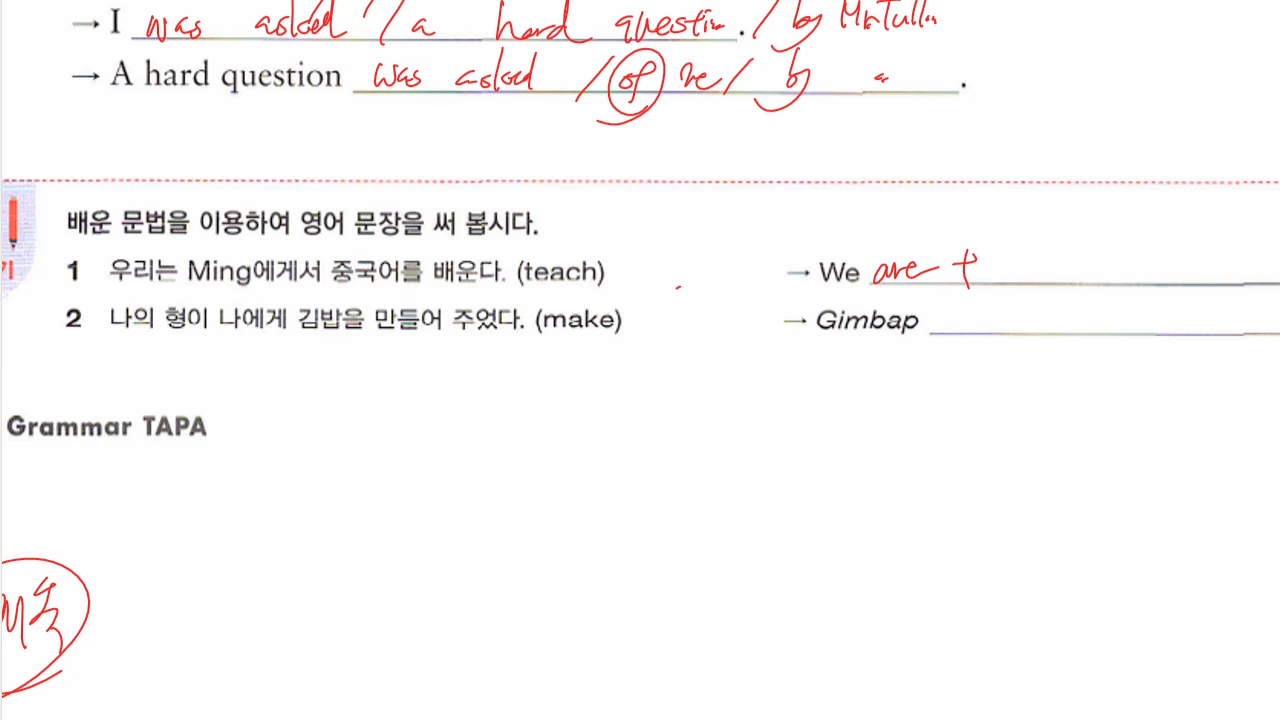 → I was asked / a hard question. / by Mr.Tullan
→ A hard question was asked / of me / by .
배운 문법을 이용하여 영어 문장을 써 봅시다.
1 우리는 Ming에게서 중국어를 배운다. (teach) → We are t
2 나의 형이 나에게 김밥을 만들어 주었다. (make) → Gimbap
Grammar TAPA